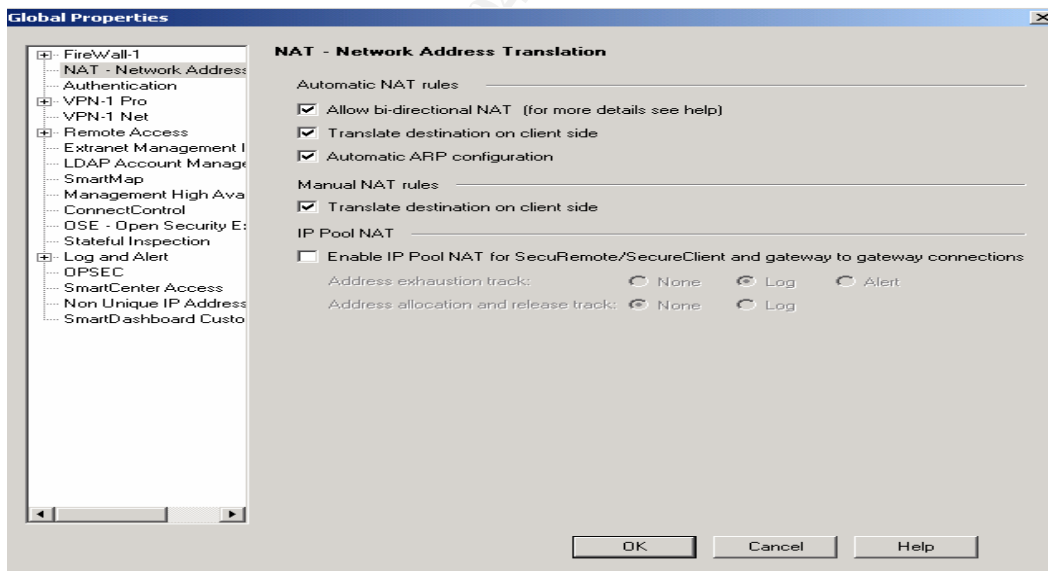 Global Properties
FireWall-1
NAT - Network Address
Authentication
VPN-1 Pro
VPN-1 Net
Remote Access
Extranet Management I
LDAP Account Manage
SmartMap
Management High Ava
ConnectControl
OSE - Open Security E
Stateful Inspection
Log and Alert
OPSEC
SmartCenter Access
Non Unique IP Address
SmartDashboard Custo
NAT - Network Address Translation
Automatic NAT rules
Allow bi-directional NAT (for more details see help)
Translate destination on client side
Automatic ARP configuration
Manual NAT rules
Translate destination on client side
IP Pool NAT
Enable IP Pool NAT for SecuRemote/SecureClient and gateway to gateway connections
Address exhaustion track: None Log Alert
Address allocation and release track: None Log
OK Cancel Help